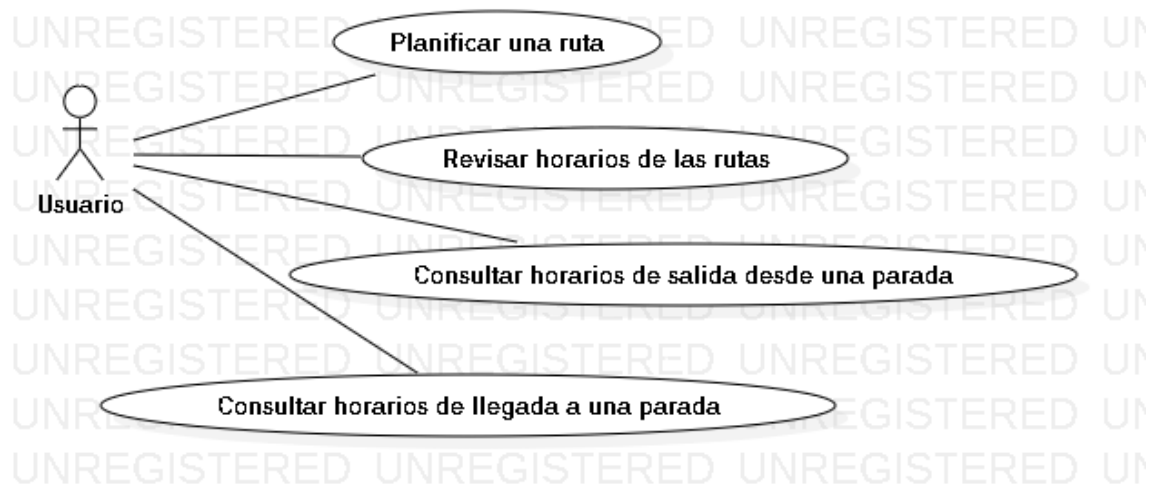 Planificar una ruta
Revisar horarios de las rutas
Usuario
Consultar horarios de salida desde una parada
Consultar horarios de llegada a una parada
UNREGISTERED